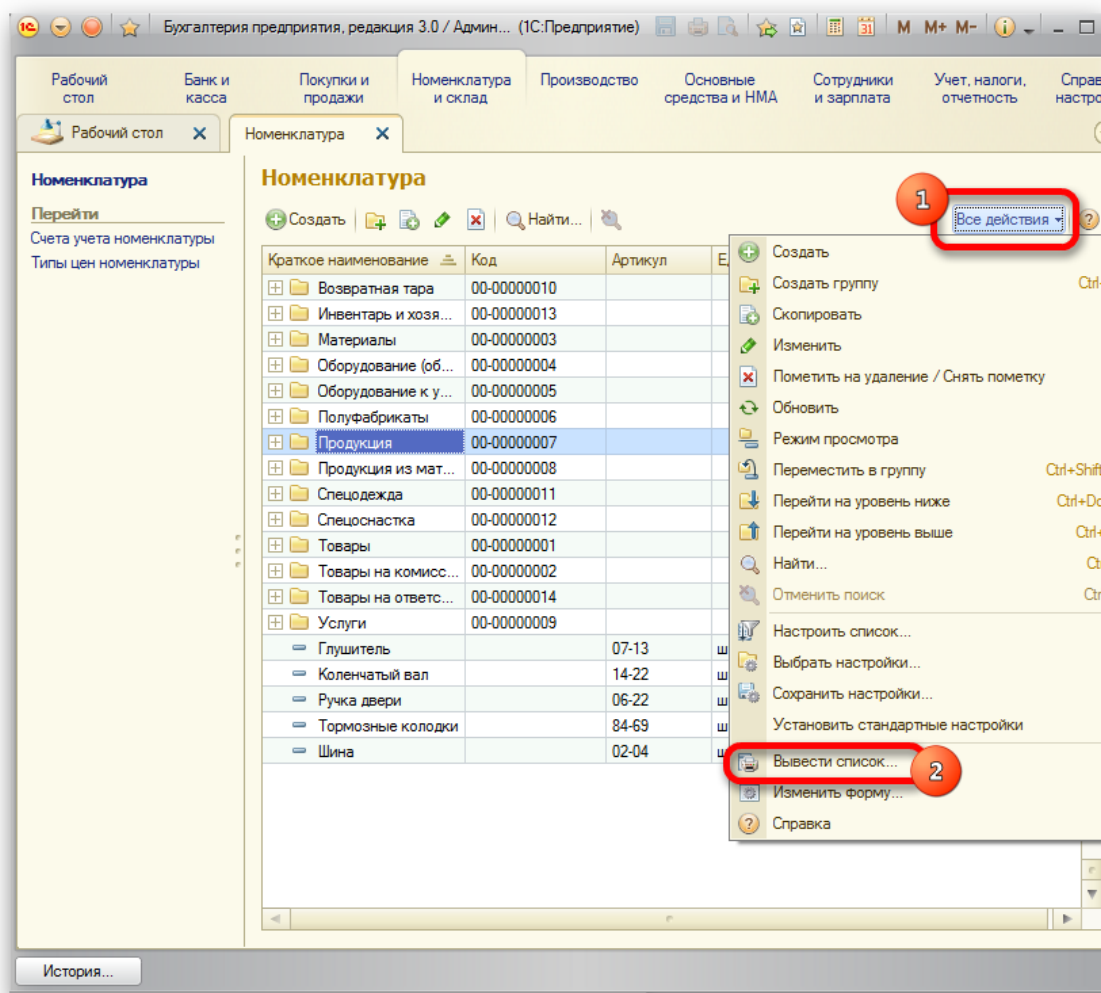 Бухгалтерия предприятия, редакция 3.0 / Админ... (1С:Предприятие) M M+ M-
Рабочий стол
Банк и касса
Покупки и продажи
Номенклатура и склад
Производство
Основные средства и НМА
Сотрудники и зарплата
Учет, налоги, отчетность
Рабочий стол
Номенклатура
Номенклатура
Перейти
Счета учета номенклатуры
Типы цен номенклатуры
Номенклатура
Создать Найти... Все действия
1
Краткое наименование Код Артикул
Возвратная тара 00-00000010
Инвентарь и хозя... 00-00000013
Материалы 00-00000003
Оборудование (об... 00-00000004
Оборудование к у... 00-00000005
Полуфабрикаты 00-00000006
Продукция 00-00000007
Продукция из мат... 00-00000008
Спецодежда 00-00000011
Спецоснастка 00-00000012
Товары 00-00000001
Товары на комисс... 00-00000002
Товары на ответс... 00-00000014
Услуги 00-00000009
Глушитель 07-13
Коленчатый вал 14-22
Ручка двери 06-22
Тормозные колодки 84-69
Шина 02-04
Создать
Создать группу
Скопировать
Изменить
Пометить на удаление / Снять пометку
Обновить
Режим просмотра
Переместить в группу Ctrl+Shift
Перейти на уровень ниже
Перейти на уровень выше
Найти...
Отменить поиск
Настроить список...
Выбрать настройки...
Сохранить настройки...
Установить стандартные настройки
Вывести список...
2
Изменить форму...
Справка
История...